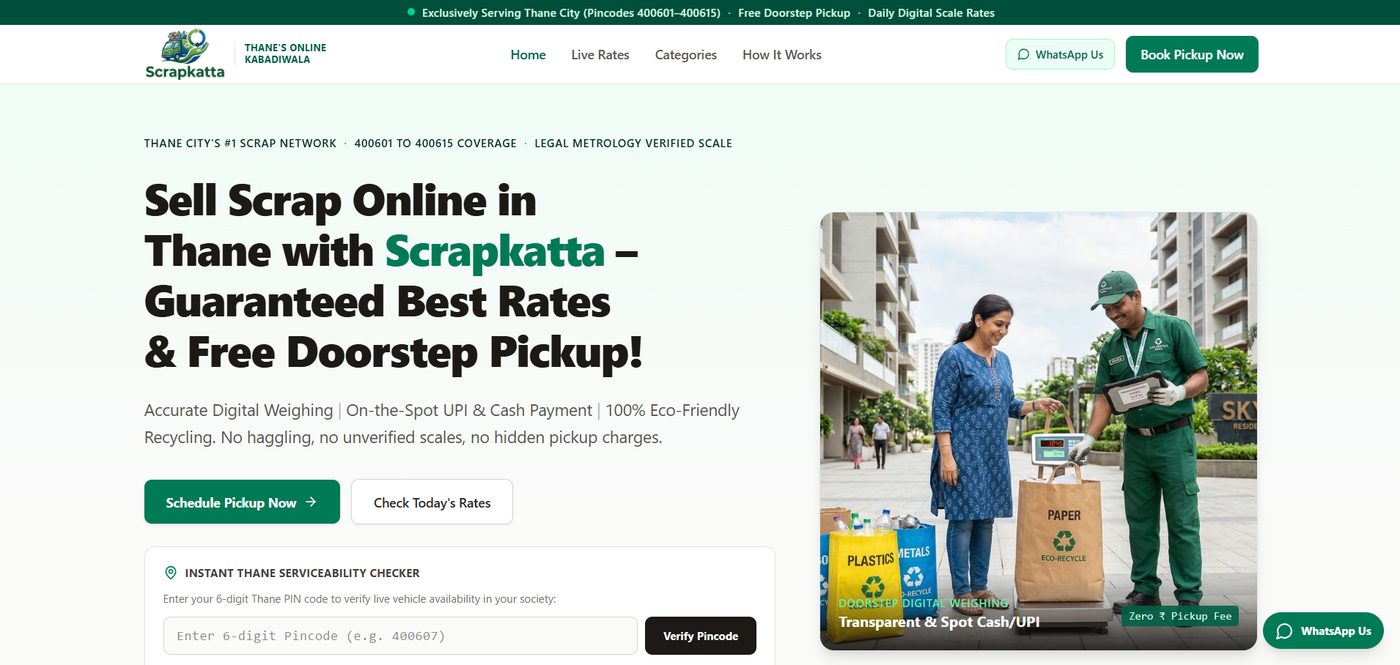 Exclusively Serving Thane City (Pincodes 400601–400615) · Free Doorstep Pickup · Daily Digital Scale Rates
Scrapkatta
THANE'S ONLINE
KABADIWALA
Home
Live Rates
Categories
How It Works
WhatsApp Us
Book Pickup Now
THANE CITY'S #1 SCRAP NETWORK · 400601 TO 400615 COVERAGE · LEGAL METROLOGY VERIFIED SCALE
Sell Scrap Online in
Thane with Scrapkatta –
Guaranteed Best Rates
& Free Doorstep Pickup!
Accurate Digital Weighing | On-the-Spot UPI & Cash Payment | 100% Eco-Friendly
Recycling. No haggling, no unverified scales, no hidden pickup charges.
Schedule Pickup Now →
Check Today's Rates
INSTANT THANE SERVICEABILITY CHECKER
Enter your 6-digit Thane PIN code to verify live vehicle availability in your society:
Enter 6-digit Pincode (e.g. 400607)
Verify Pincode
SKY
RESIDE
PAPER
ECO-RECYCLE
PLASTICS
METALS
-RECYCLE
DOORSTEP DIGITAL WEIGHING
Transparent & Spot Cash/UPI
Zero ₹ Pickup Fee
WhatsApp Us